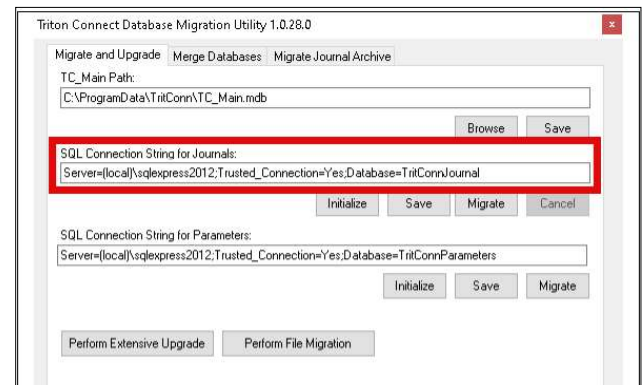 Triton Connect Database Migration Utility 1.0.28.0
Migrate and Upgrade Merge Databases Migrate Journal Archive
TC_Main Path:
C:\ProgramData\TritConn\TC_Main.mdb
Browse Save
SQL Connection String for Journals:
Server=(local)\sqlexpress2012;Trusted_Connection=Yes;Database=TritConnJournal
Initialize Save Migrate Cancel
SQL Connection String for Parameters:
Server=(local)\sqlexpress2012;Trusted_Connection=Yes;Database=TritConnParameters
Initialize Save Migrate
Perform Extensive Upgrade Perform File Migration